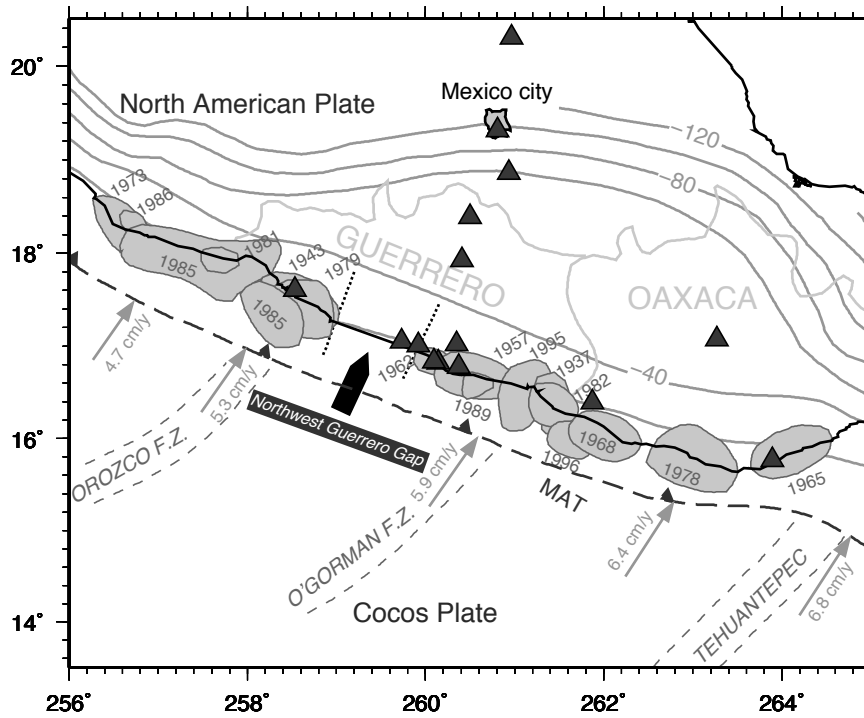 20°
18°
16°
14°
256°
258°
260°
262°
264°
North American Plate
Mexico city
−120
−80
−40
GUERRERO
OAXACA
1973
1986
1985
1981
1943
1979
1985
1962
1957
1995
1937
1982
1989
1996
1968
1978
1965
4.7 cm/y
5.3 cm/y
5.9 cm/y
6.4 cm/y
6.8 cm/y
Northwest Guerrero Gap
OROZCO F.Z.
O'GORMAN F.Z.
MAT
TEHUANTEPEC
Cocos Plate